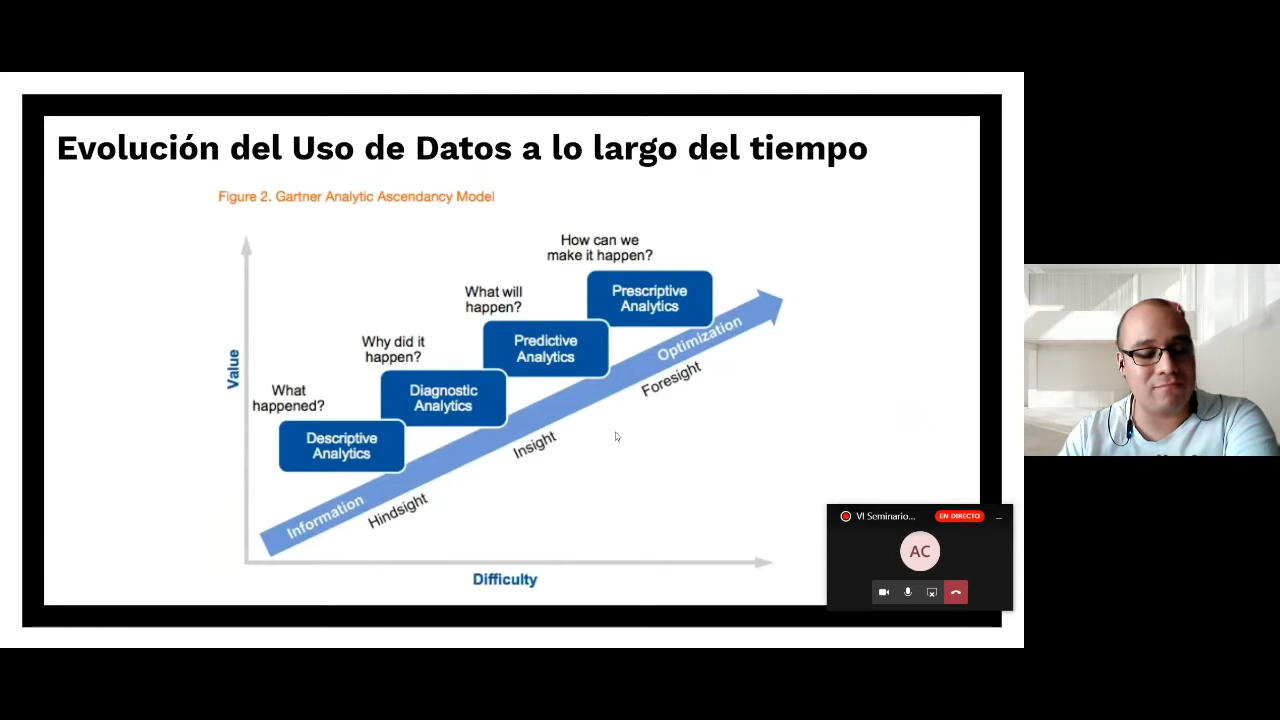 Evolución del Uso de Datos a lo largo del tiempo
Figure 2. Gartner Analytic Ascendancy Model
How can we
make it happen?
Prescriptive
Analytics
What will
happen?
Predictive
Analytics
Why did it
happen?
Diagnostic
Analytics
What
happened?
Descriptive
Analytics
Value
Information
Optimization
Hindsight
Insight
Foresight
Difficulty
VI Seminario...
EN DIRECTO
AC